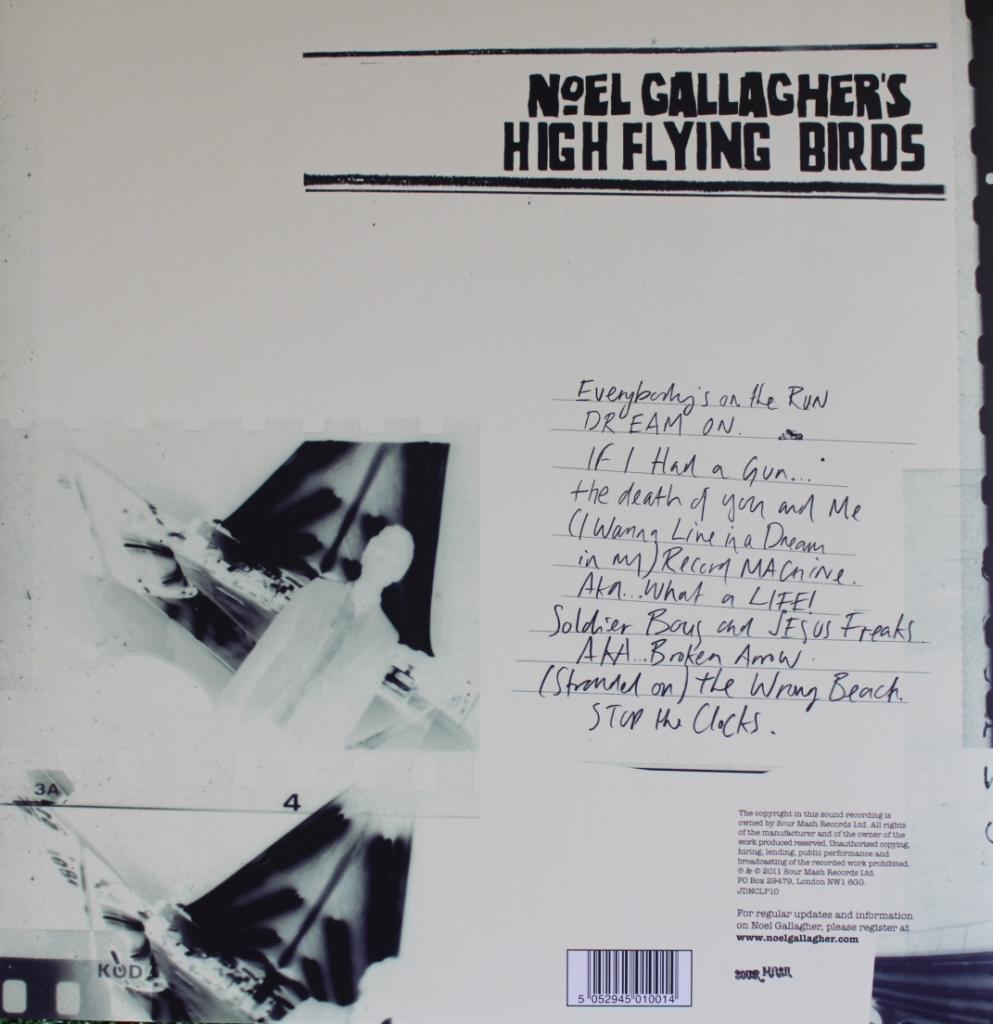 NOEL GALLAGHER'S
HIGH FLYING BIRDS
Everybody's on the RUN
DREAM ON.
IF I Had a Gun...
the death of you and Me
(I Wanna Live in a Dream
in my) Record MACHINE.
AKA...What a LIFE!
Soldier Boys and JESUS Freaks
AKA...Broken Arrow.
(Stranded on) the Wrong Beach.
STOP the Clocks.
3A
4
KODA
The copyright in this sound recording is
owned by Sour Mash Records Ltd. All rights
of the manufacturer and of the owner of the
work produced reserved. Unauthorised copying,
hiring, lending, public performance and
broadcasting of the recorded work prohibited.
℗ & © 2011 Sour Mash Records Ltd.
PO Box 29479, London NW1 6GG.
JDNCLP10
For regular updates and information
on Noel Gallagher, please register at
www.noelgallagher.com
SOUR MASH
5 052945 010014